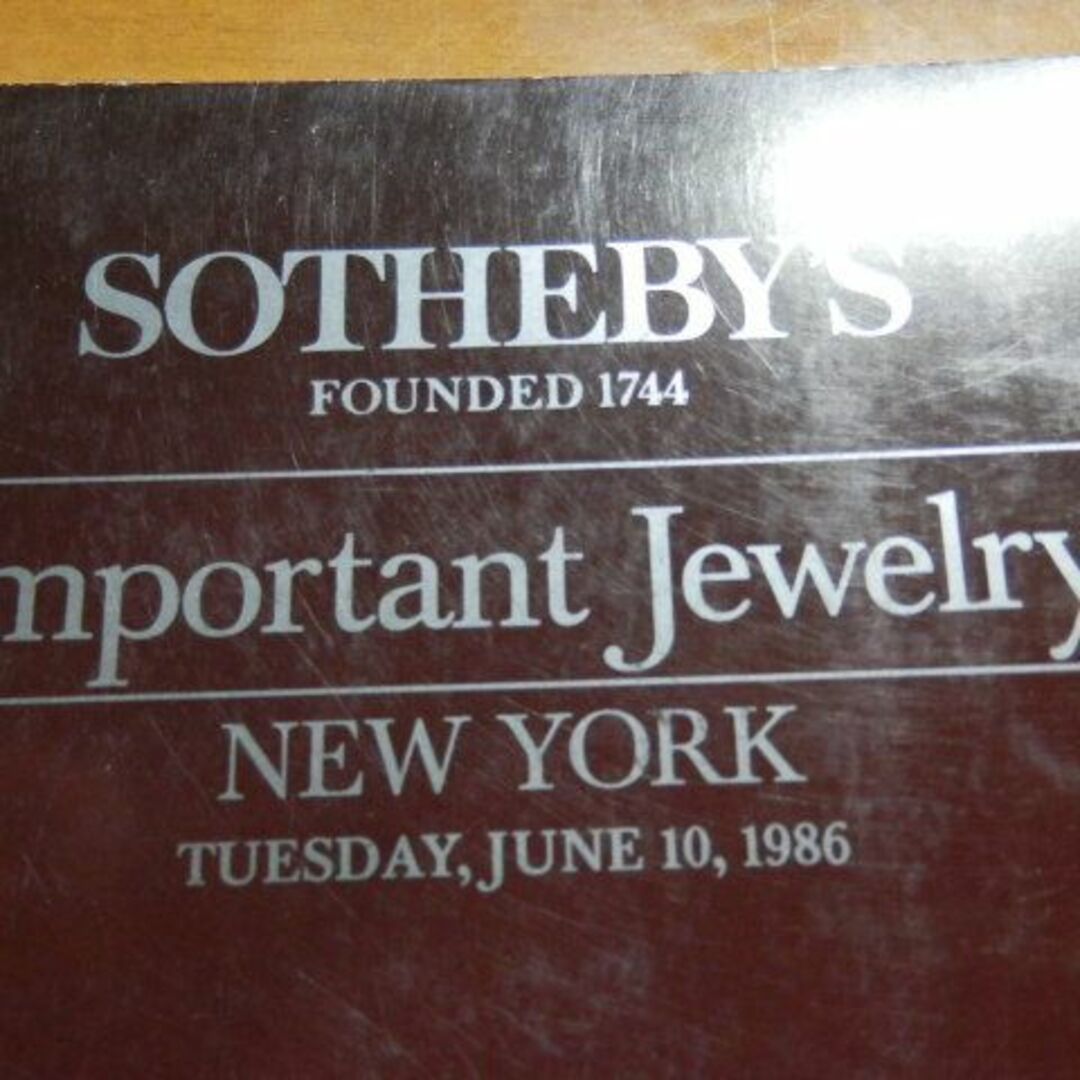 SOTHEBY'S
FOUNDED 1744
mportant Jewelry
NEW YORK
TUESDAY, JUNE 10, 1986